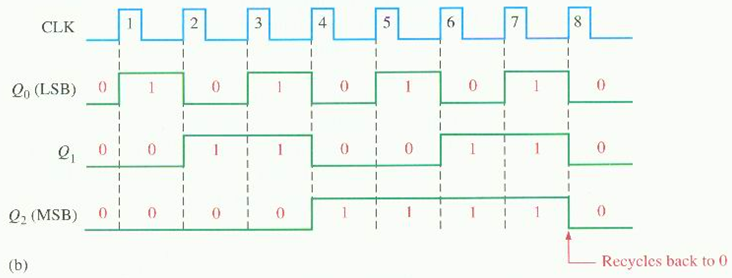 CLK 1 2 3 4 5 6 7 8
Q0 (LSB) 0 1 0 1 0 1 0 1 0
Q1 0 0 1 1 0 0 1 1 0
Q2 (MSB) 0 0 0 0 1 1 1 1 0
(b) Recycles back to 0